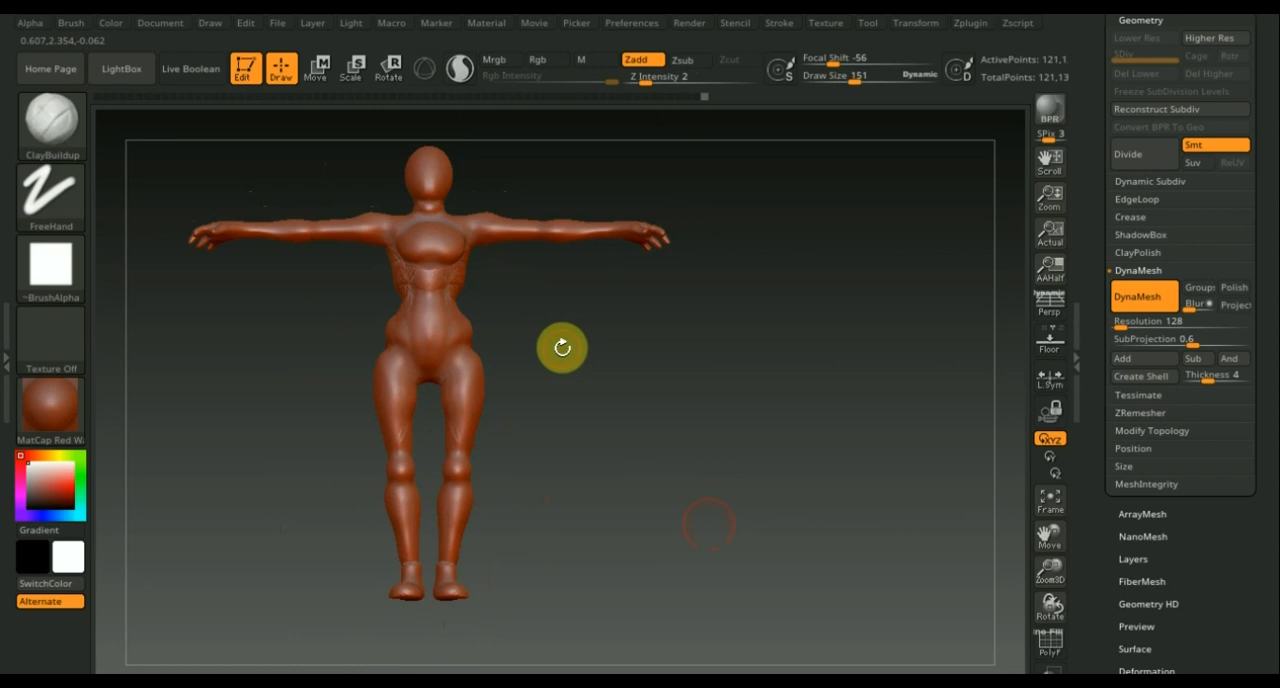 Alpha Brush Color Document Draw Edit File Layer Light Macro Marker Material Movie Picker Preferences Render Stencil Stroke Texture Tool Transform Zplugin Zscript
0.607,2.354,-0.062
Home Page LightBox Live Boolean Edit Draw Move Scale Rotate
Mrgb Rgb M Zadd Zsub Zcut
Rgb Intensity Z Intensity 2
S Focal Shift -56
Draw Size 151 Dynamic D
ActivePoints: 121,1
TotalPoints: 121,13
ClayBuildup
FreeHand
~BrushAlpha
Texture Off
MatCap Red Wa
Gradient
SwitchColor
Alternate
BPR
SPix 3
Scroll
Zoom
Actual
AAHalf
Dynamic
Persp
Floor
L.Sym
XYZ
Y
Z
Frame
Move
Zoom3D
Rotate
Line Fill
PolyF
Geometry
Lower Res Higher Res
SDiv Cage Rstr
Del Lower Del Higher
Freeze SubDivision Levels
Reconstruct Subdiv
Convert BPR To Geo
Divide Smt
Suv ReUV
Dynamic Subdiv
EdgeLoop
Crease
ShadowBox
ClayPolish
DynaMesh
DynaMesh Groups Polish
Blur Project
Resolution 128
SubProjection 0.6
Add Sub And
Create Shell Thickness 4
Tessimate
ZRemesher
Modify Topology
Position
Size
MeshIntegrity
ArrayMesh
NanoMesh
Layers
FiberMesh
Geometry HD
Preview
Surface
Deformation